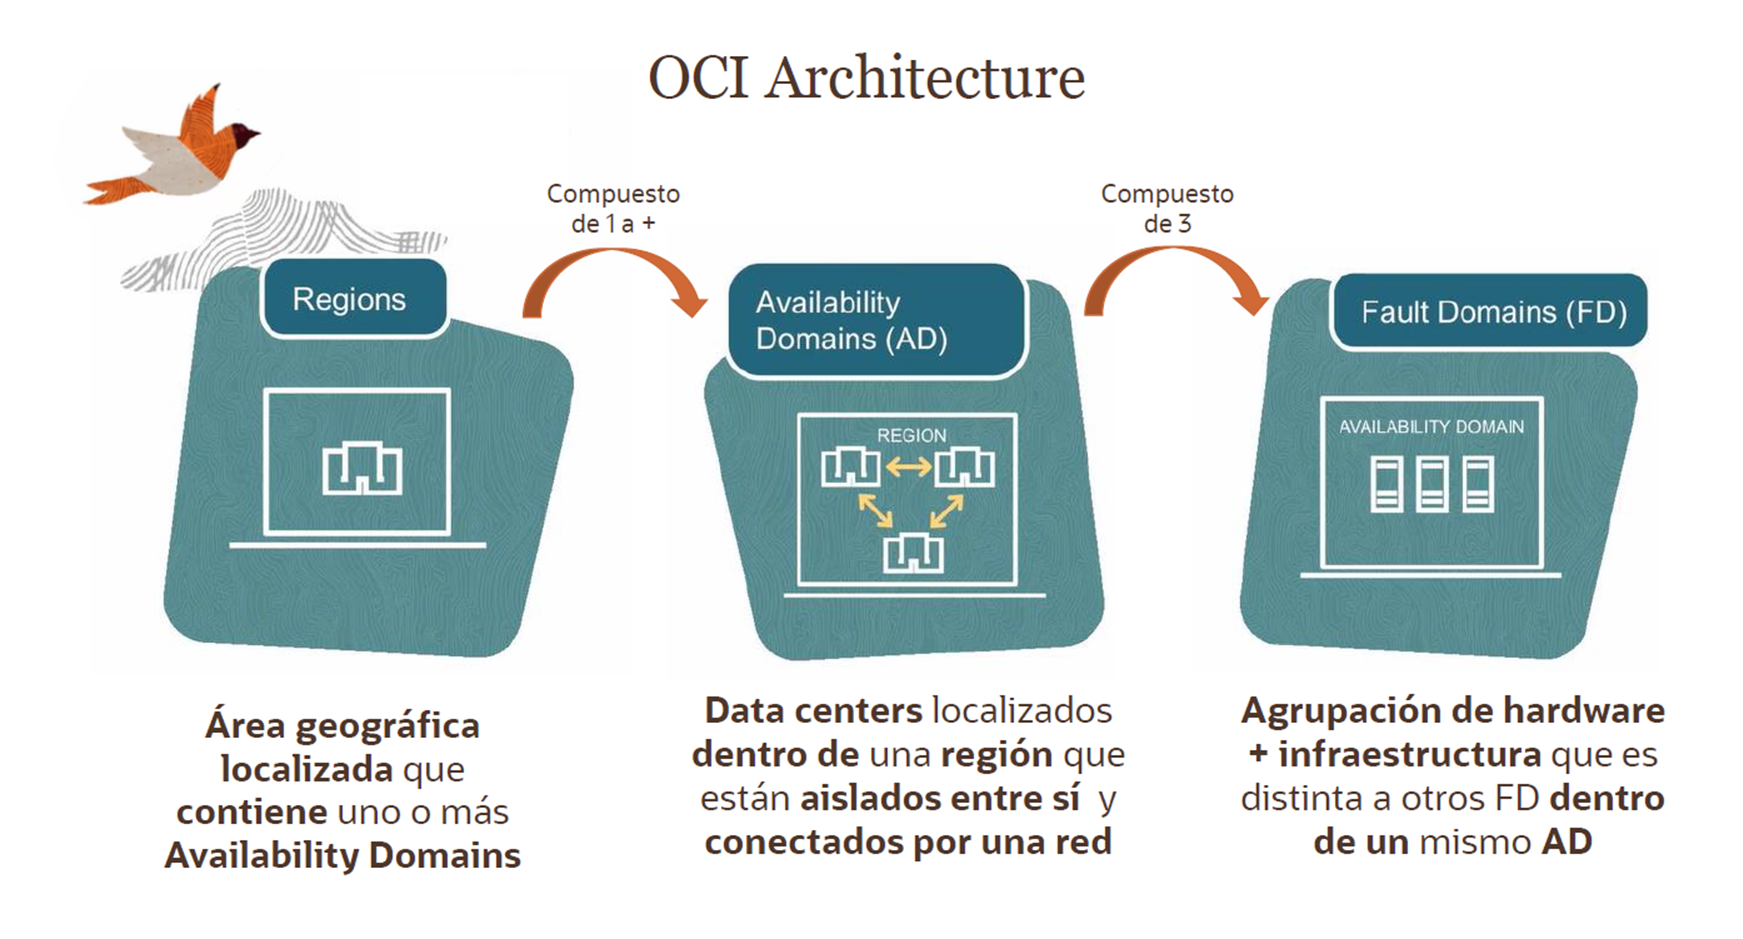 OCI Architecture
Compuesto
de 1 a +
Compuesto
de 3
Regions
Availability
Domains (AD)
Fault Domains (FD)
REGION
AVAILABILITY DOMAIN
Área geográfica
localizada que
contiene uno o más
Availability Domains
Data centers localizados
dentro de una región que
están aislados entre sí y
conectados por una red
Agrupación de hardware
+ infraestructura que es
distinta a otros FD dentro
de un mismo AD